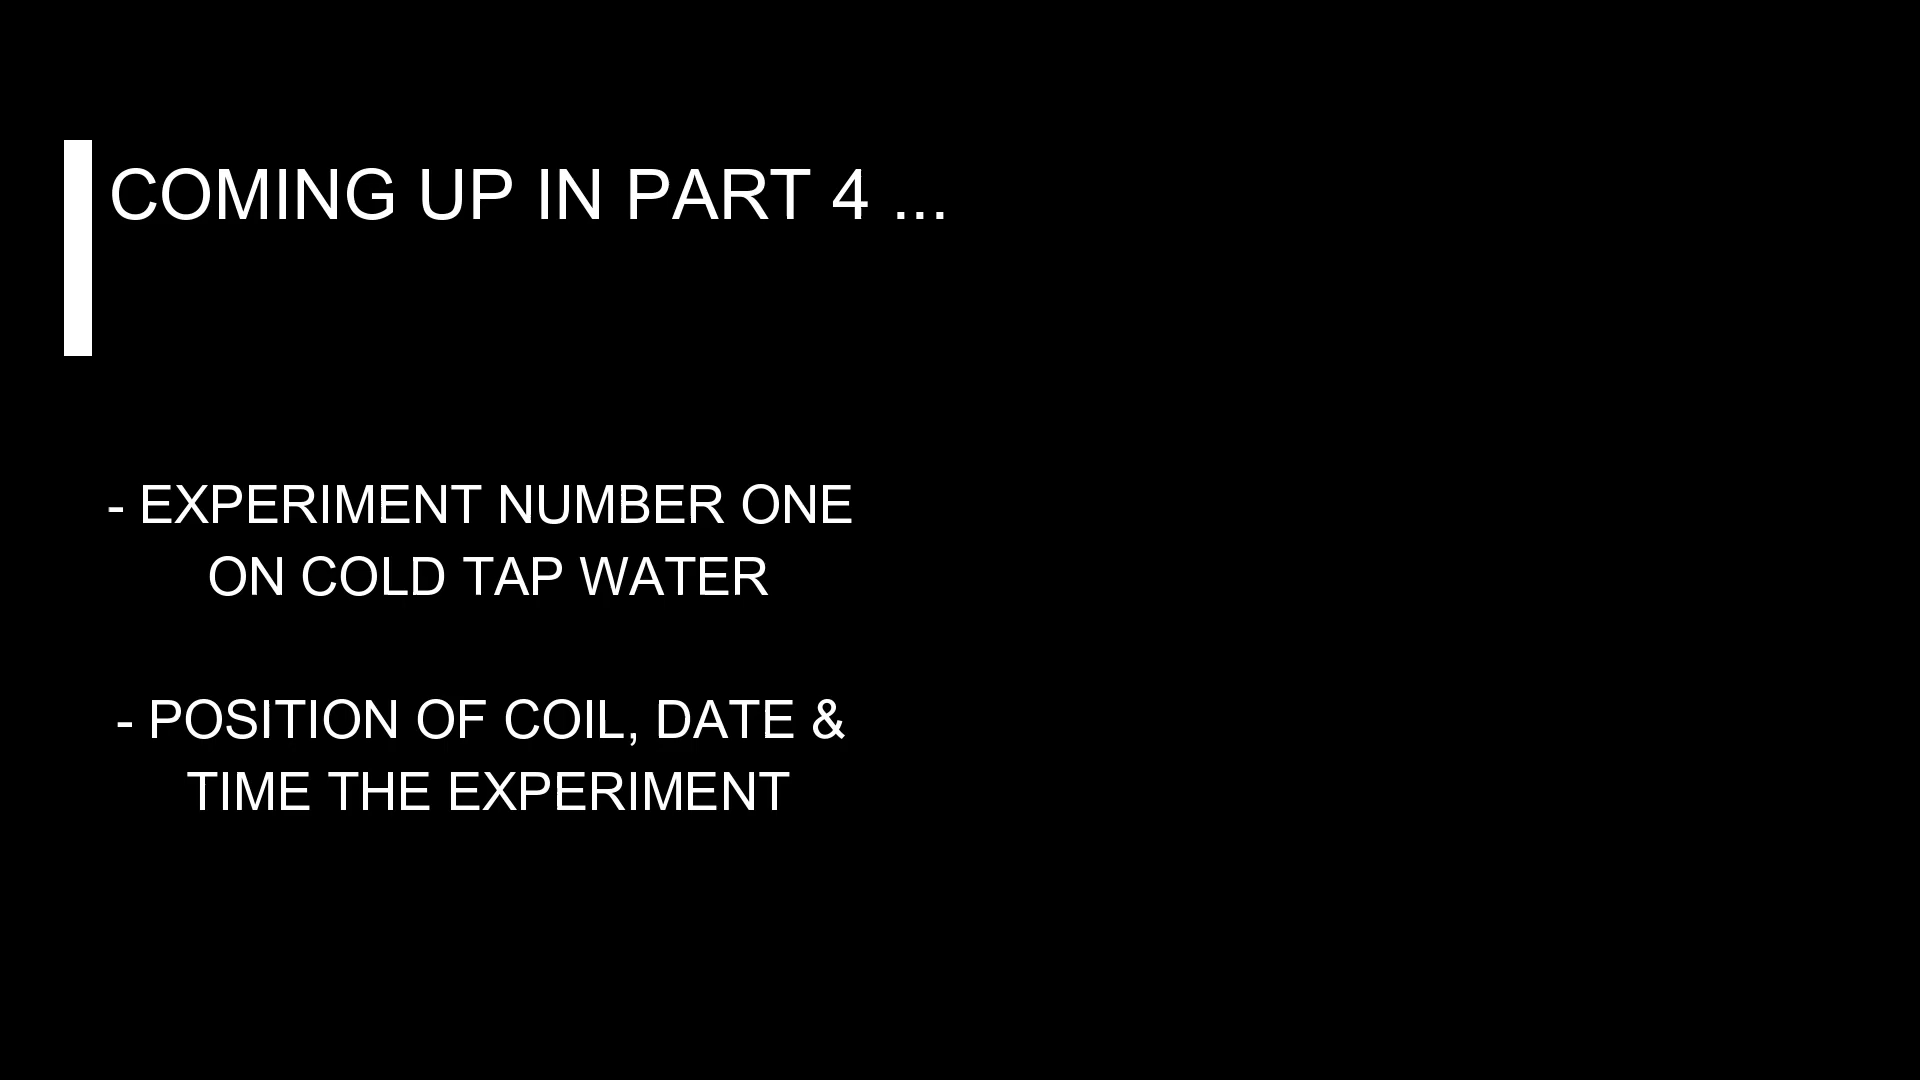 COMING UP IN PART 4 ...
- EXPERIMENT NUMBER ONE
ON COLD TAP WATER
- POSITION OF COIL, DATE &
TIME THE EXPERIMENT